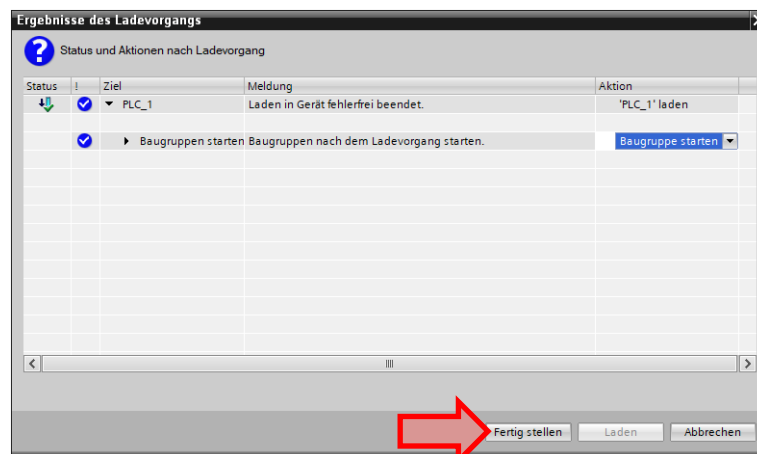 Ergebnisse des Ladevorgangs
Status und Aktionen nach Ladevorgang
Status ! Ziel Meldung Aktion
PLC_1 Laden in Gerät fehlerfrei beendet. 'PLC_1' laden
Baugruppen starten Baugruppen nach dem Ladevorgang starten. Baugruppe starten
Fertig stellen Laden Abbrechen